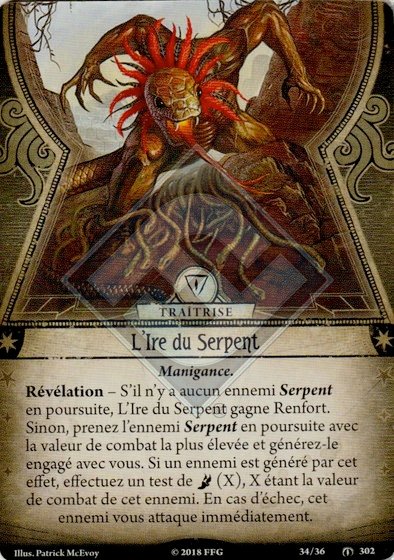 TRAÎTRISE
L'Ire du Serpent
Manigance.
Révélation – S'il n'y a aucun ennemi Serpent
en poursuite, L'Ire du Serpent gagne Renfort.
Sinon, prenez l'ennemi Serpent en poursuite avec
la valeur de combat la plus élevée et générez-le
engagé avec vous. Si un ennemi est généré par cet
effet, effectuez un test de (X), X étant la valeur
de combat de cet ennemi. En cas d'échec, cet
ennemi vous attaque immédiatement.
Illus. Patrick McEvoy © 2018 FFG 34/36 302